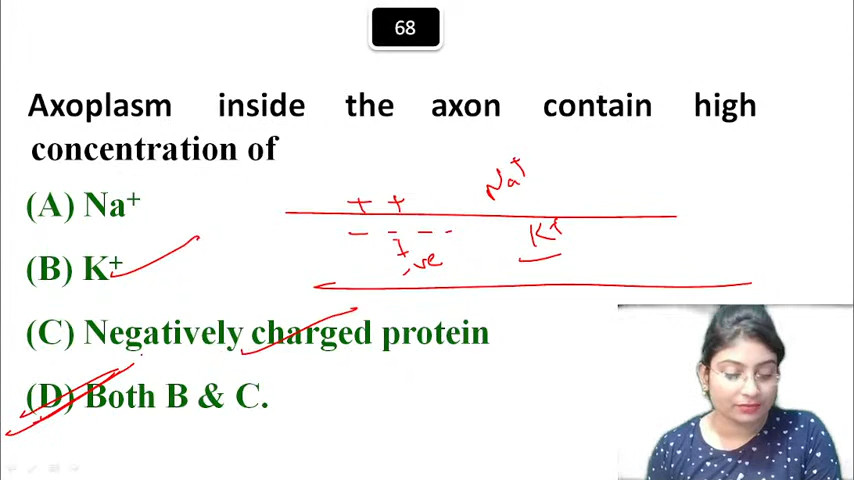 68
Axoplasm inside the axon contain high
concentration of
(A) Na⁺
Na⁺
+ +
- - - -
K⁺
(B) K⁺
-ve
(C) Negatively charged protein
(D) Both B & C.